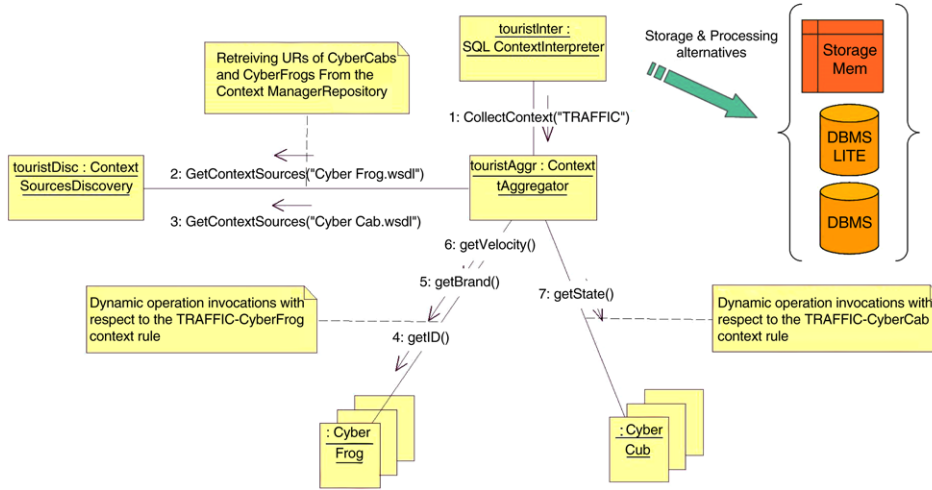 touristInter :
SQL ContextInterpreter
Storage & Processing
alternatives
Storage
Mem
DBMS
LITE
DBMS
Retreiving URs of CyberCabs
and CyberFrogs From the
Context ManagerRepository
1: CollectContext("TRAFFIC")
touristDisc : Context
SourcesDiscovery
2: GetContextSources("Cyber Frog.wsdl")
3: GetContextSources("Cyber Cab.wsdl")
touristAggr : Context
tAggregator
6: getVelocity()
5: getBrand()
4: getID()
7: getState()
Dynamic operation invocations with
respect to the TRAFFIC-CyberFrog
context rule
Dynamic operation invocations with
respect to the TRAFFIC-CyberCab
context rule
: Cyber
Frog
: Cyber
Cub